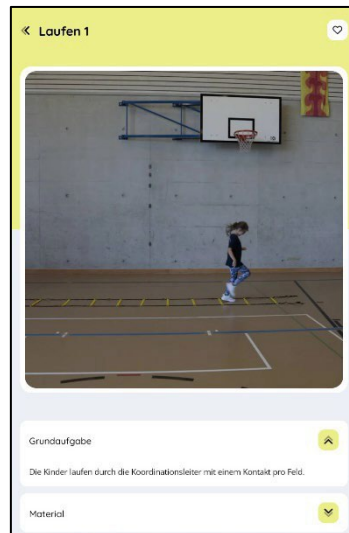 Laufen 1
Grundaufgabe
Die Kinder laufen durch die Koordinationsleiter mit einem Kontakt pro Feld.
Material